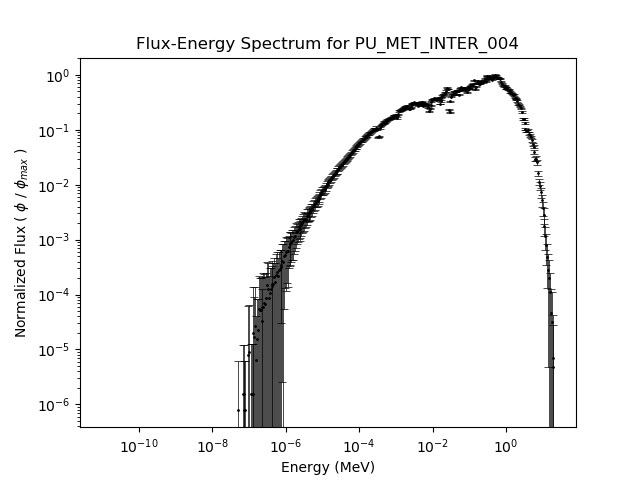 Flux-Energy Spectrum for PU_MET_INTER_004
Normalized Flux ( ϕ / ϕ_max )
10^0
10^-1
10^-2
10^-3
10^-4
10^-5
10^-6
10^-10 10^-8 10^-6 10^-4 10^-2 10^0
Energy (MeV)